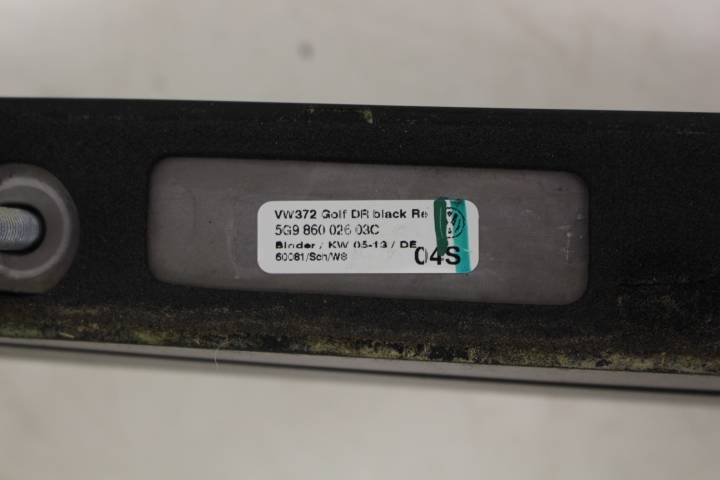 VW372 Golf DR black Re
5G9 860 026 03C
Binder / KW 05-13 / DE
60081/Sch/W8
04S